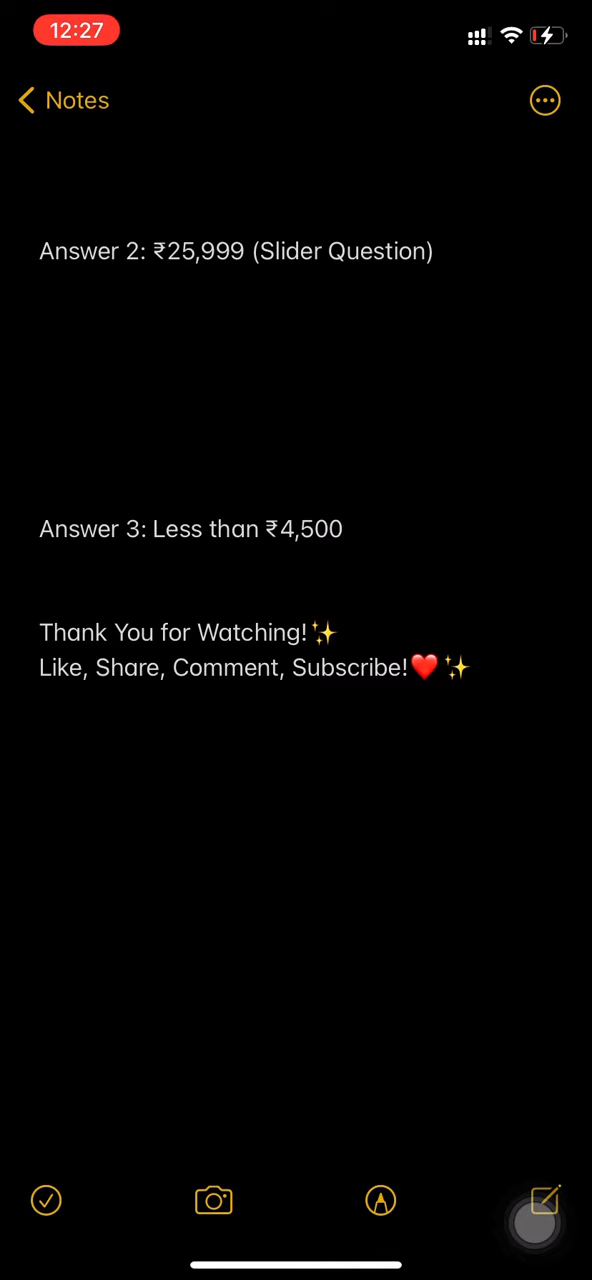 12:27
Notes
Answer 2: ₹25,999 (Slider Question)
Answer 3: Less than ₹4,500
Thank You for Watching!✨
Like, Share, Comment, Subscribe!❤️✨